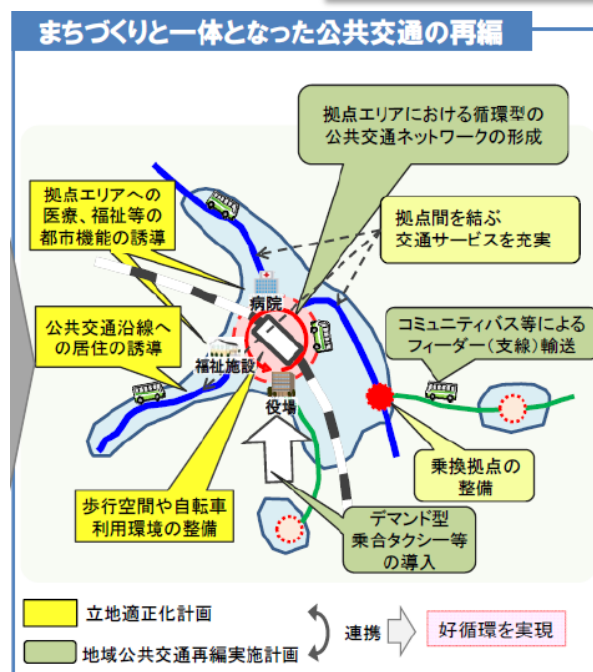 まちづくりと一体となった公共交通の再編
拠点エリアにおける循環型の
公共交通ネットワークの形成
拠点エリアへの
医療、福祉等の
都市機能の誘導
拠点間を結ぶ
交通サービスを充実
病院
公共交通沿線へ
の居住の誘導
コミュニティバス等による
フィーダー(支線)輸送
福祉施設
役場
乗換拠点の
整備
歩行空間や自転車
利用環境の整備
デマンド型
乗合タクシー等
の導入
立地適正化計画
地域公共交通再編実施計画
連携
好循環を実現